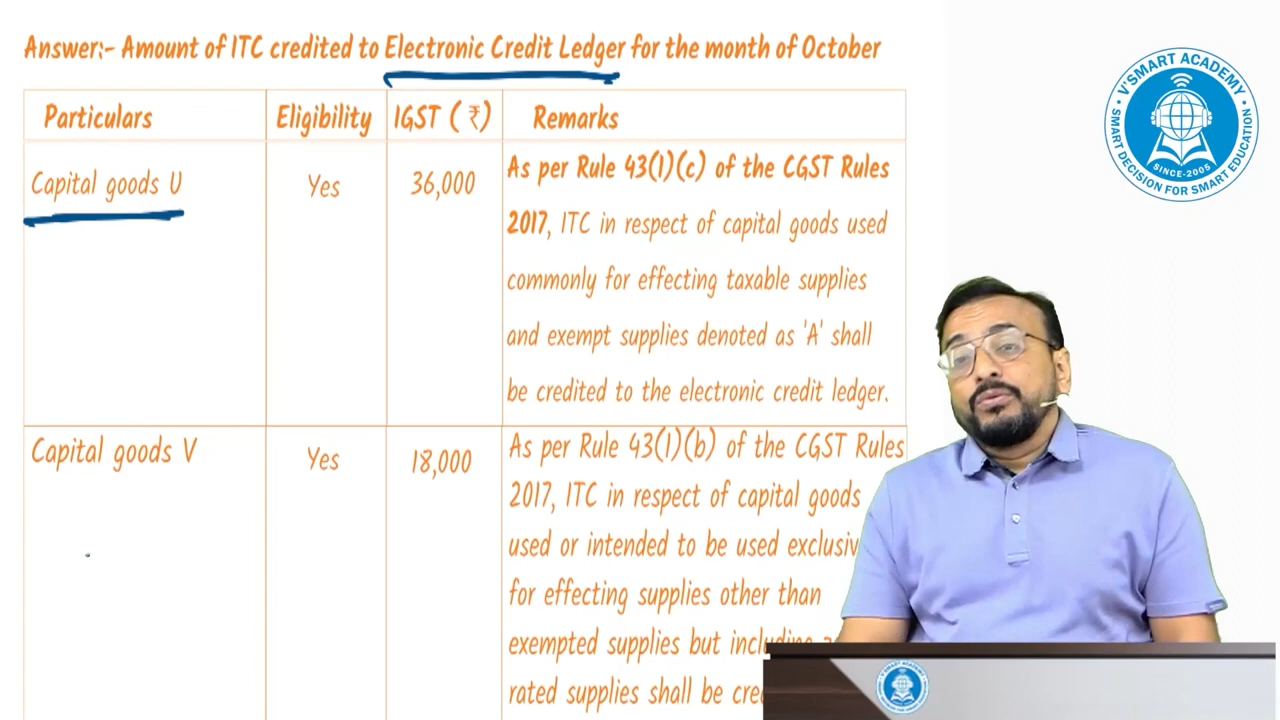 Answer:- Amount of ITC credited to Electronic Credit Ledger for the month of October
Particulars
Eligibility
IGST ( ₹)
Remarks
Capital goods U
Yes
36,000
As per Rule 43(1)(c) of the CGST Rules
2017, ITC in respect of capital goods used
commonly for effecting taxable supplies
and exempt supplies denoted as 'A' shall
be credited to the electronic credit ledger.
Capital goods V
Yes
18,000
As per Rule 43(1)(b) of the CGST Rules
2017, ITC in respect of capital goods
used or intended to be used
for effecting supplies other than
exempted supplies but
rated supplies shall be
V'SMART ACADEMY
SMART DECISION FOR SMART EDUCATION
SINCE-2005